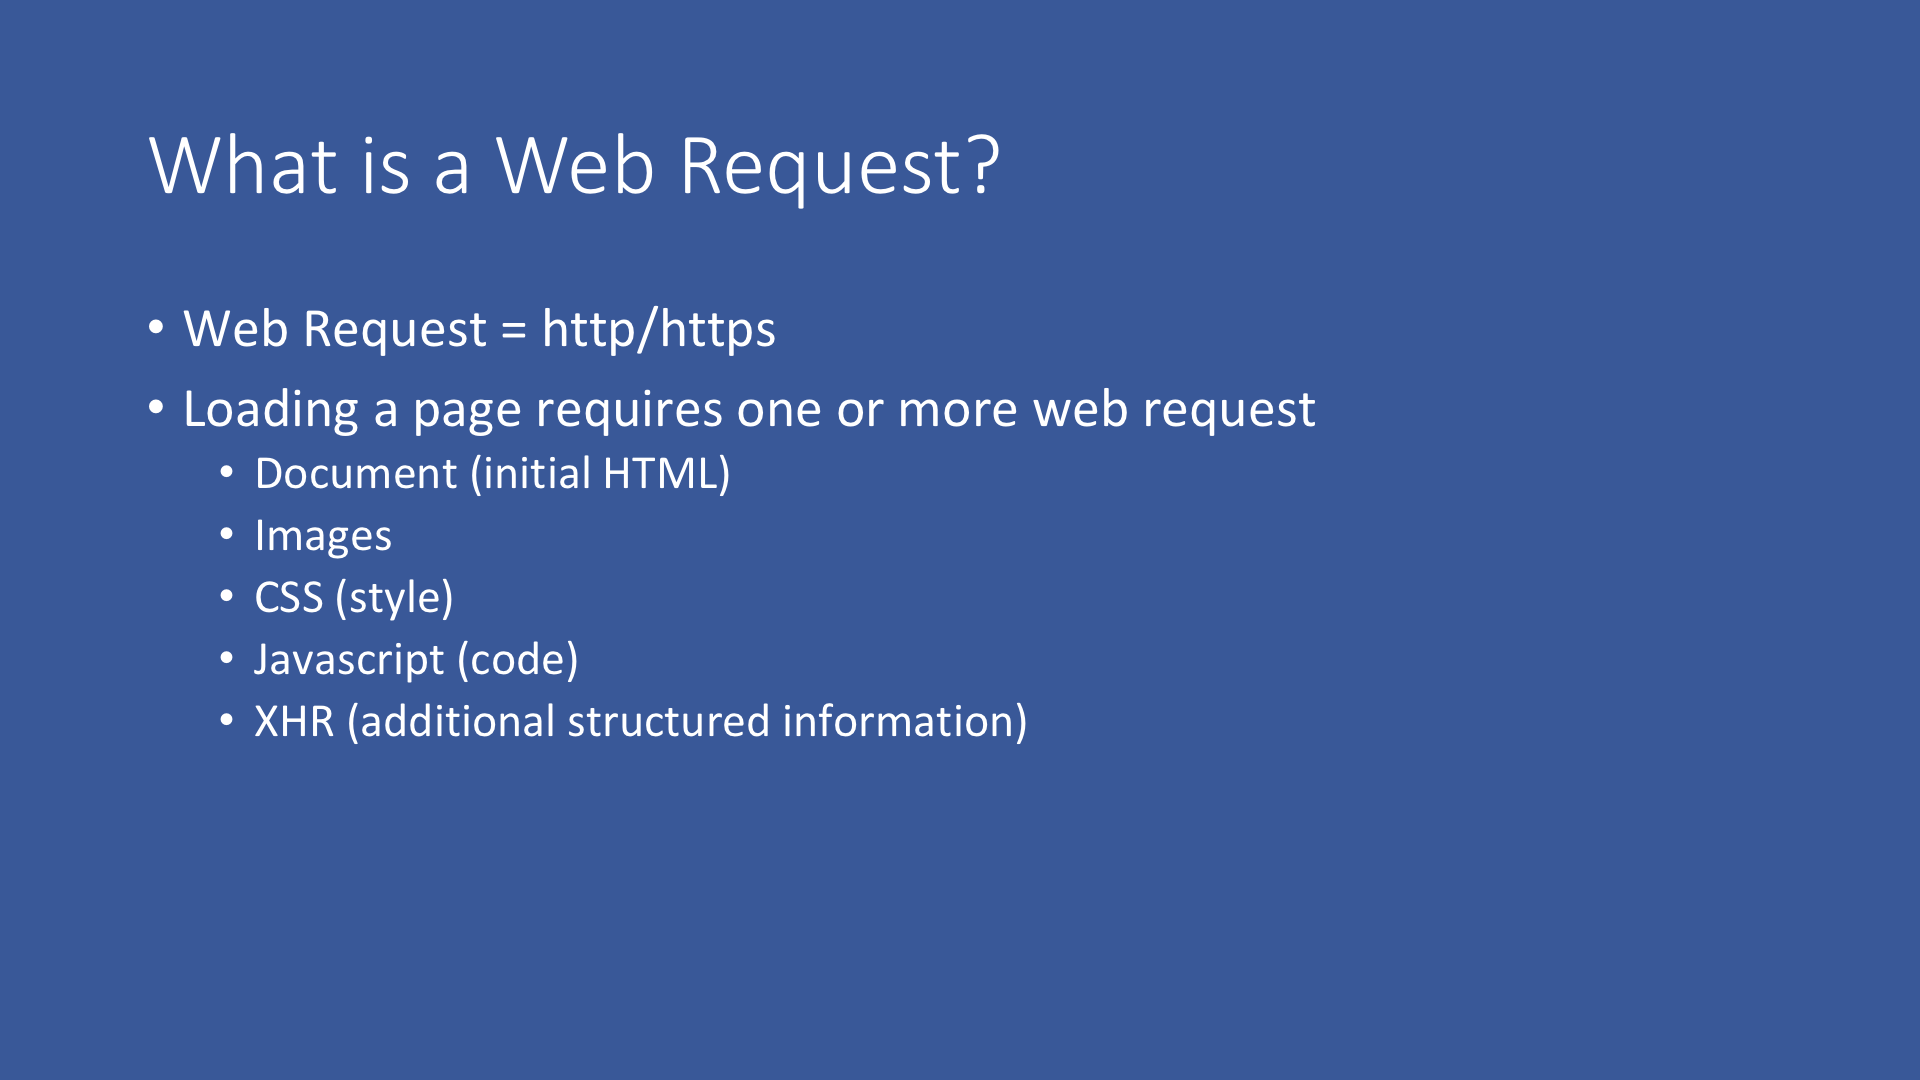 What is a Web Request?
• Web Request = http/https
• Loading a page requires one or more web request
• Document (initial HTML)
• Images
• CSS (style)
• Javascript (code)
• XHR (additional structured information)